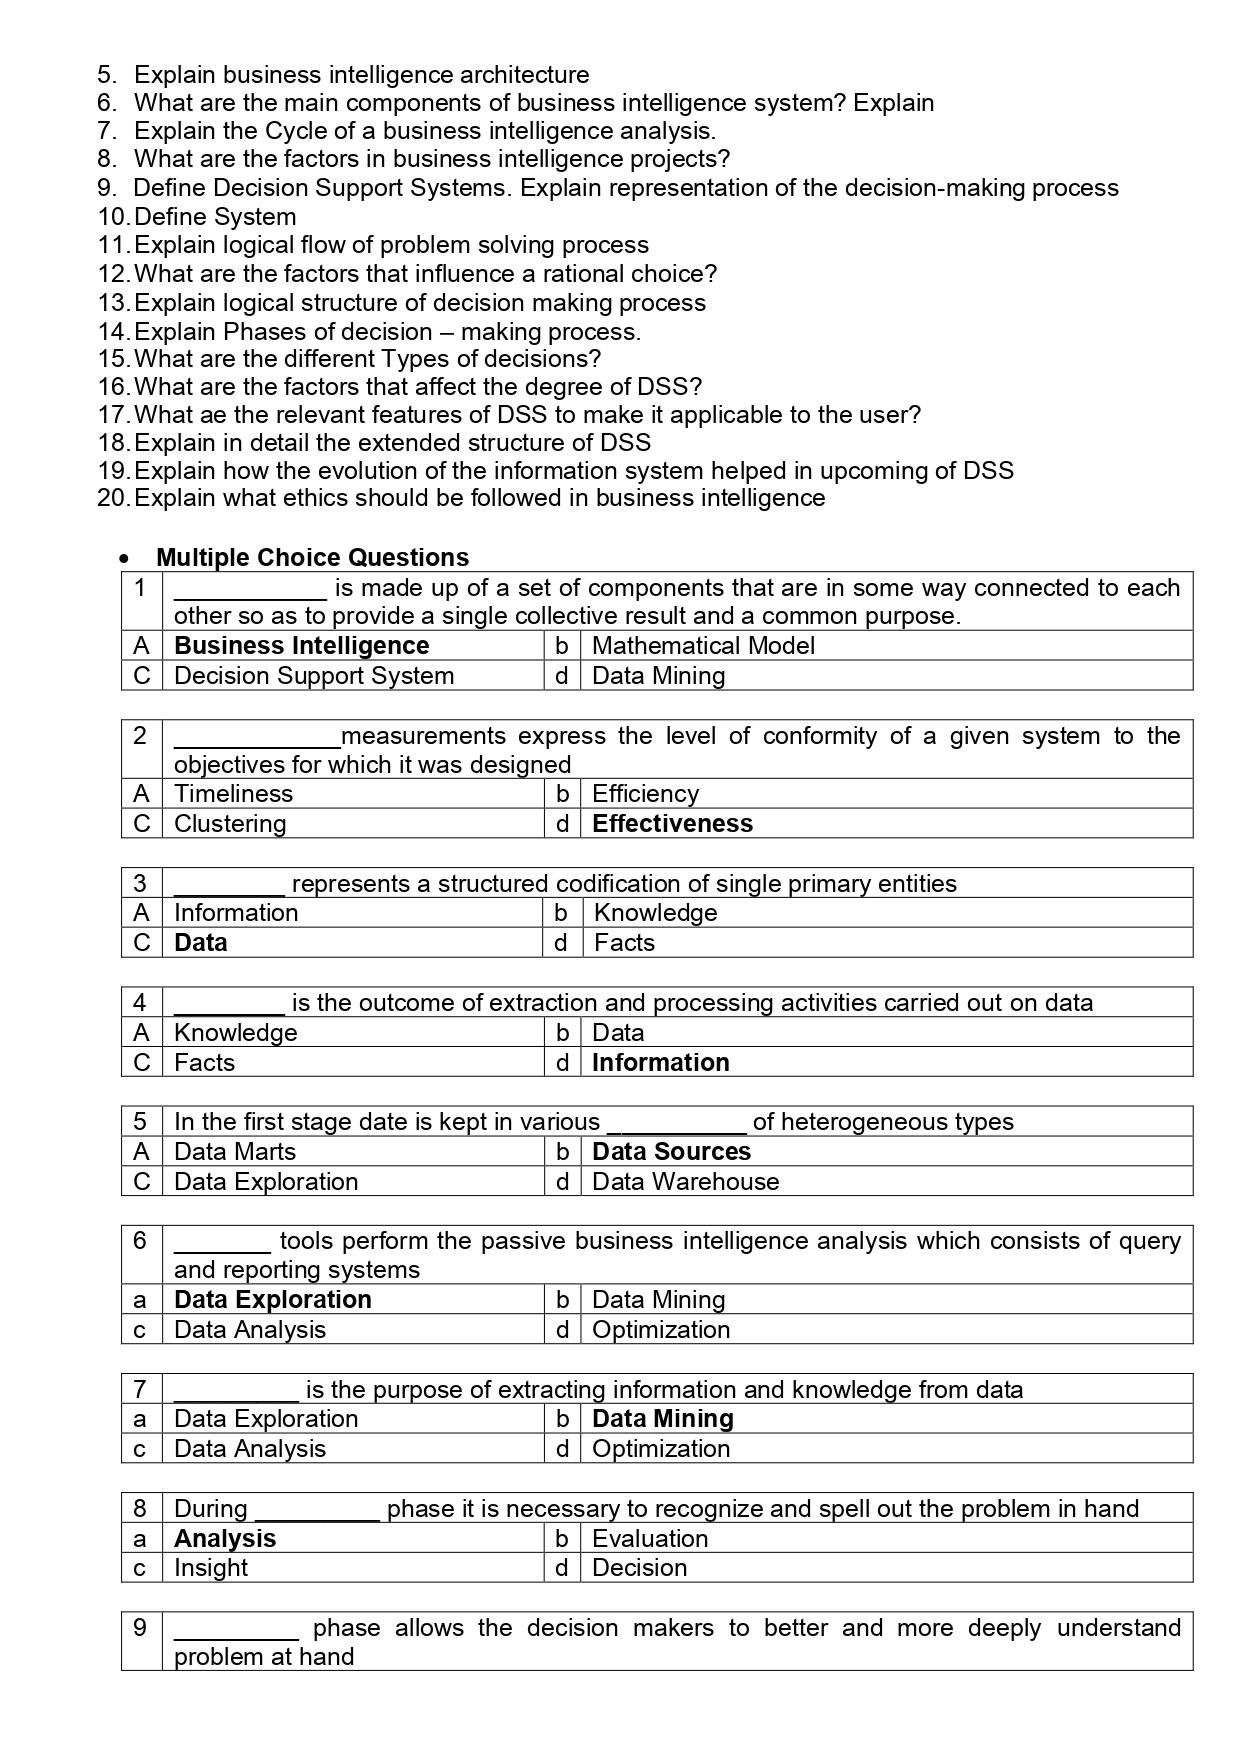 5. Explain business intelligence architecture
6. What are the main components of business intelligence system? Explain
7. Explain the Cycle of a business intelligence analysis.
8. What are the factors in business intelligence projects?
9. Define Decision Support Systems. Explain representation of the decision-making process
10. Define System
11. Explain logical flow of problem solving process
12. What are the factors that influence a rational choice?
13. Explain logical structure of decision making process
14. Explain Phases of decision – making process.
15. What are the different Types of decisions?
16. What are the factors that affect the degree of DSS?
17. What ae the relevant features of DSS to make it applicable to the user?
18. Explain in detail the extended structure of DSS
19. Explain how the evolution of the information system helped in upcoming of DSS
20. Explain what ethics should be followed in business intelligence
• Multiple Choice Questions
1 ___________ is made up of a set of components that are in some way connected to each
other so as to provide a single collective result and a common purpose.
A Business Intelligence b Mathematical Model
C Decision Support System d Data Mining
2 ____________measurements express the level of conformity of a given system to the
objectives for which it was designed
A Timeliness b Efficiency
C Clustering d Effectiveness
3 ________ represents a structured codification of single primary entities
A Information b Knowledge
C Data d Facts
4 ________ is the outcome of extraction and processing activities carried out on data
A Knowledge b Data
C Facts d Information
5 In the first stage date is kept in various __________ of heterogeneous types
A Data Marts b Data Sources
C Data Exploration d Data Warehouse
6 _______ tools perform the passive business intelligence analysis which consists of query
and reporting systems
a Data Exploration b Data Mining
c Data Analysis d Optimization
7 _________ is the purpose of extracting information and knowledge from data
a Data Exploration b Data Mining
c Data Analysis d Optimization
8 During _________ phase it is necessary to recognize and spell out the problem in hand
a Analysis b Evaluation
c Insight d Decision
9 _________ phase allows the decision makers to better and more deeply understand
problem at hand